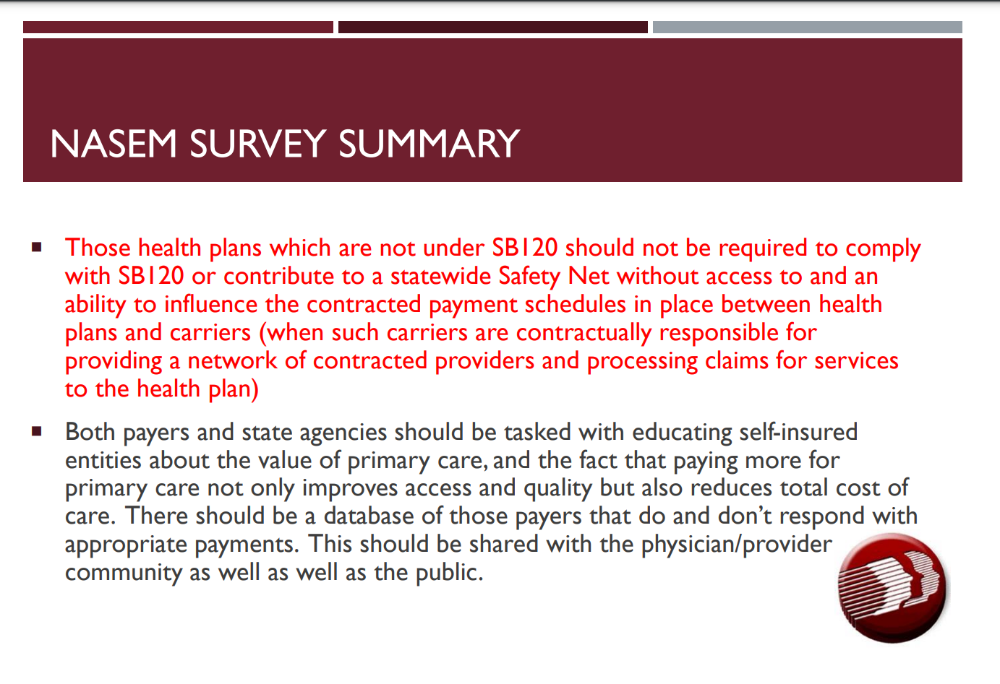 NASEM SURVEY SUMMARY
▪ Those health plans which are not under SB120 should not be required to comply
with SB120 or contribute to a statewide Safety Net without access to and an
ability to influence the contracted payment schedules in place between health
plans and carriers (when such carriers are contractually responsible for
providing a network of contracted providers and processing claims for services
to the health plan)
▪ Both payers and state agencies should be tasked with educating self-insured
entities about the value of primary care, and the fact that paying more for
primary care not only improves access and quality but also reduces total cost of
care. There should be a database of those payers that do and don’t respond with
appropriate payments. This should be shared with the physician/provider
community as well as well as the public.